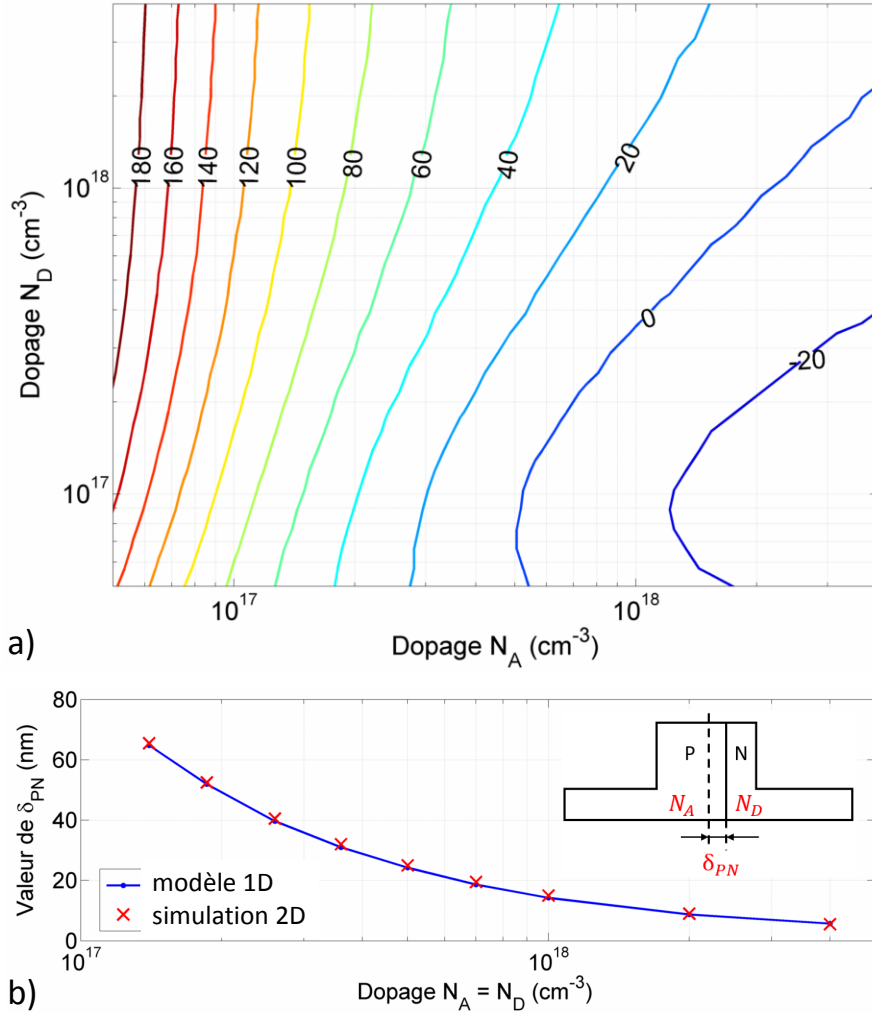 180
160
140
120
100
80
60
40
20
0
-20
10^18
10^17
Dopage N_D (cm^-3)
10^17
10^18
Dopage N_A (cm^-3)
a)
80
60
40
20
0
Valeur de δ_PN (nm)
P
N
N_A
N_D
δ_PN
modèle 1D
simulation 2D
10^17
10^18
Dopage N_A = N_D (cm^-3)
b)